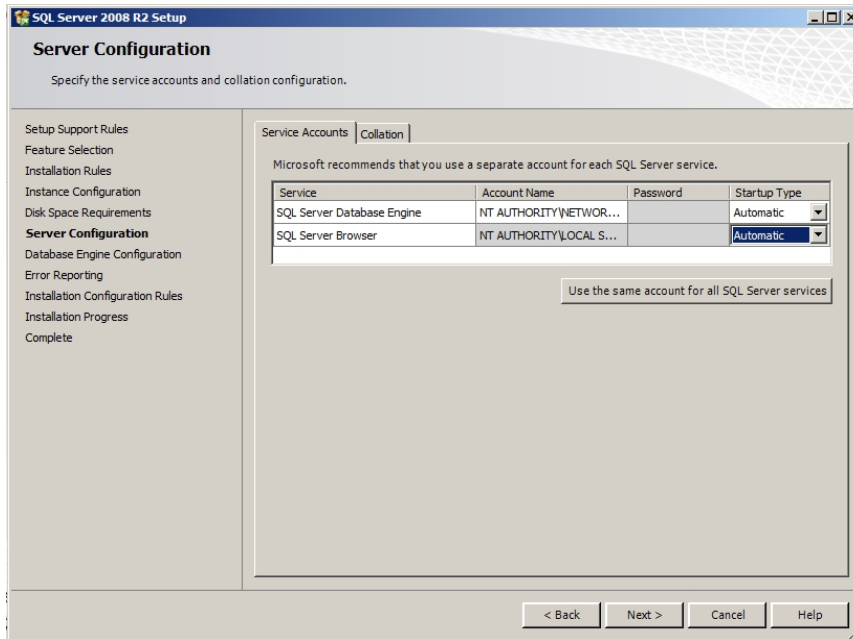 SQL Server 2008 R2 Setup
Server Configuration
Specify the service accounts and collation configuration.
Setup Support Rules
Feature Selection
Installation Rules
Instance Configuration
Disk Space Requirements
Server Configuration
Database Engine Configuration
Error Reporting
Installation Configuration Rules
Installation Progress
Complete
Service Accounts Collation
Microsoft recommends that you use a separate account for each SQL Server service.
Service Account Name Password Startup Type
SQL Server Database Engine NT AUTHORITY\NETWOR... Automatic
SQL Server Browser NT AUTHORITY\LOCAL S... Automatic
Use the same account for all SQL Server services
< Back Next > Cancel Help